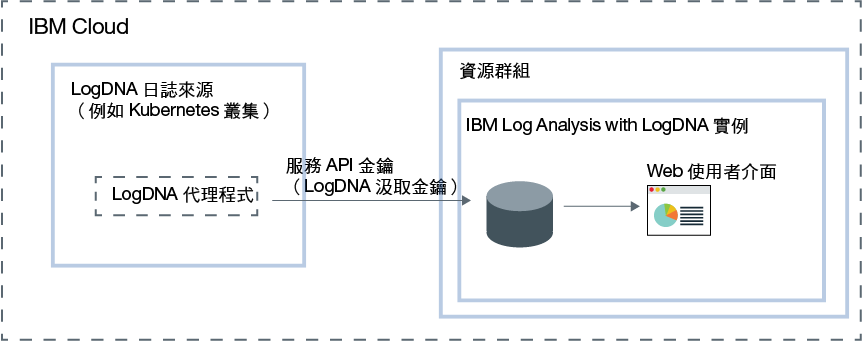 IBM Cloud
LogDNA 日誌來源
（例如 Kubernetes 叢集）
LogDNA 代理程式
服務 API 金鑰
（LogDNA 汲取金鑰）
資源群組
IBM Log Analysis with LogDNA 實例
Web 使用者介面